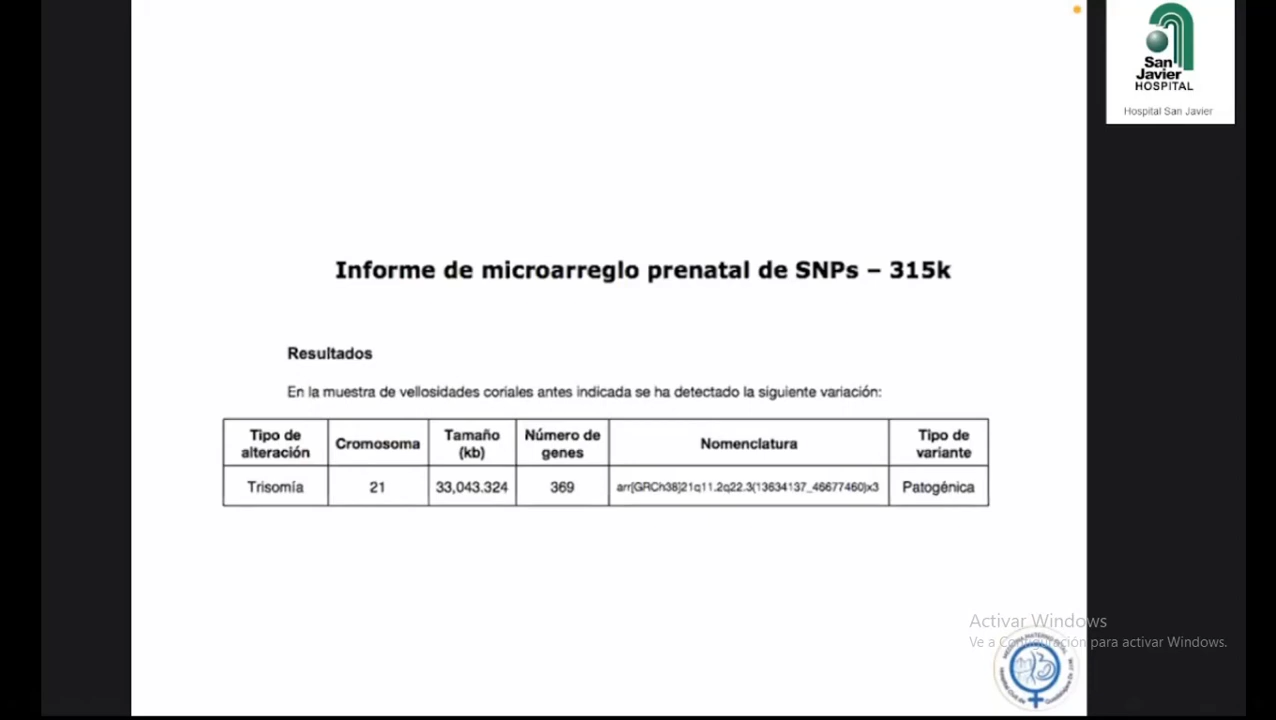 San
Javier
HOSPITAL
Hospital San Javier
Informe de microarreglo prenatal de SNPs – 315k
Resultados
En la muestra de vellosidades coriales antes indicada se ha detectado la siguiente variación:
Tipo de alteración Cromosoma Tamaño (kb) Número de genes Nomenclatura Tipo de variante
Trisomía 21 33,043.324 369 arr[GRCh38]21q11.2q22.3(13634137_46677460)x3 Patogénica
Activar Windows
Ve a Configuración para activar Windows.